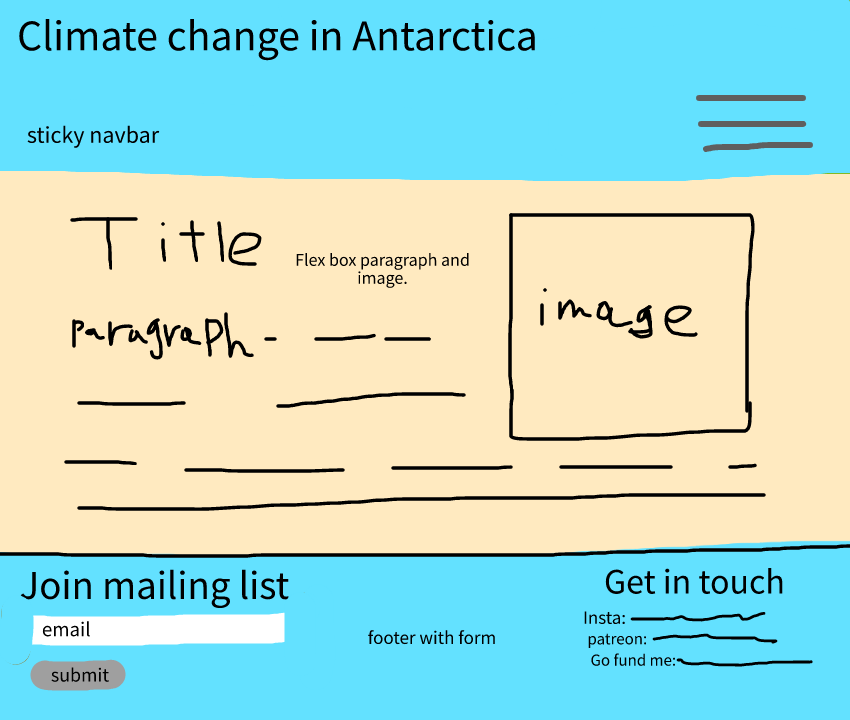 Climate change in Antarctica
sticky navbar
Title
Flex box paragraph and
image.
image
paragraph
Join mailing list
email
submit
footer with form
Get in touch
Insta:
patreon:
Go fund me: